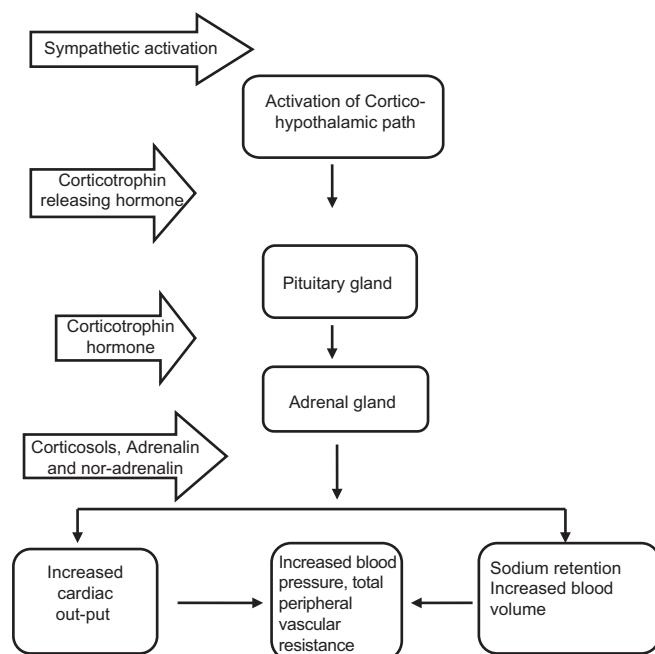 Sympathetic activation
Activation of Cortico-
hypothalamic path
Corticotrophin
releasing hormone
Pituitary gland
Corticotrophin
hormone
Adrenal gland
Corticosols, Adrenalin
and nor-adrenalin
Increased
cardiac
out-put
Increased blood
pressure, total
peripheral
vascular
resistance
Sodium retention
Increased blood
volume